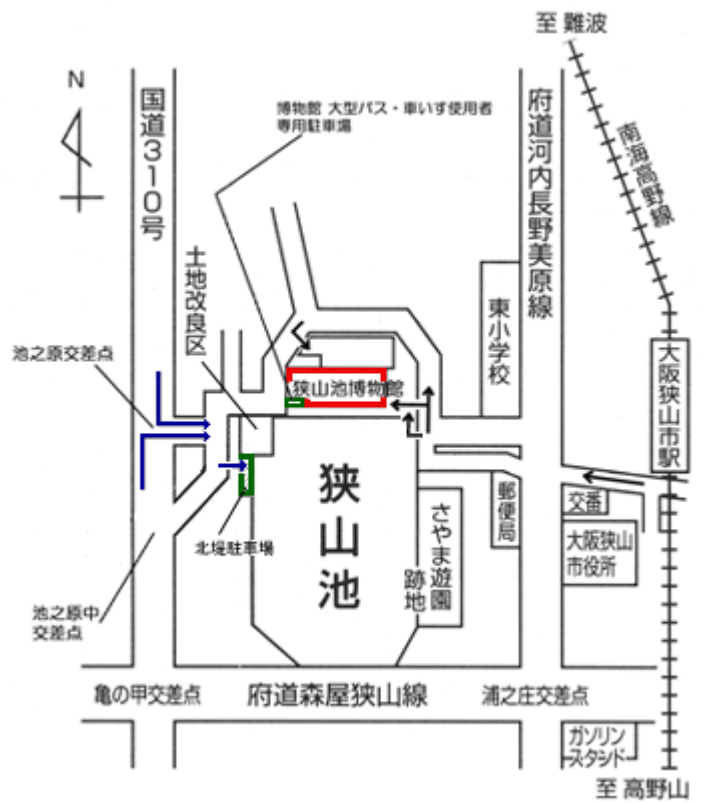 至 難波
N
国道310号
博物館 大型バス・車いす使用者
専用駐車場
府道河内長野美原線
南海高野線
土地改良区
東小学校
池之原交差点
狭山池博物館
大阪狭山市駅
狭山池
さやま遊園
跡地
郵便局
交番
大阪狭山
市役所
北堤駐車場
池之原中
交差点
亀の甲交差点
府道森屋狭山線
浦之庄交差点
ガソリン
スタンド
至 高野山